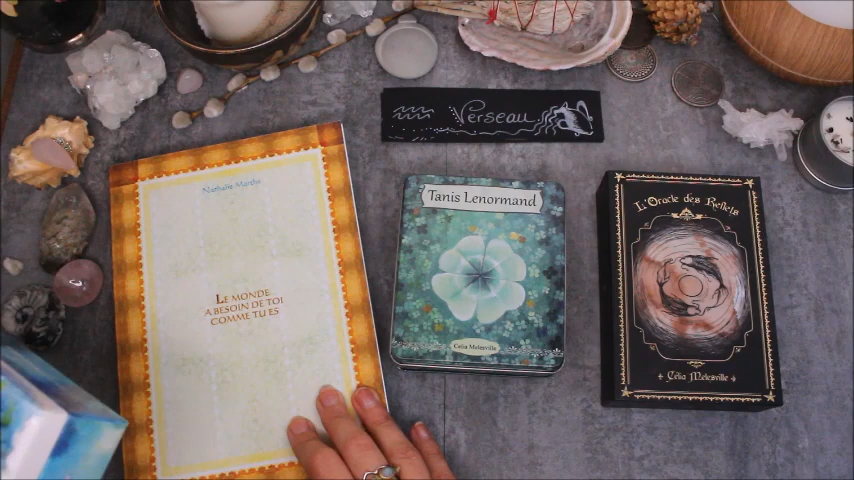 Verseau
Nathalie Marthe
LE MONDE
A BESOIN DE TOI
COMME TU ES
Tanis Lenormand
Célia Melesville
L'Oracle des Reflets
Célia Melesville